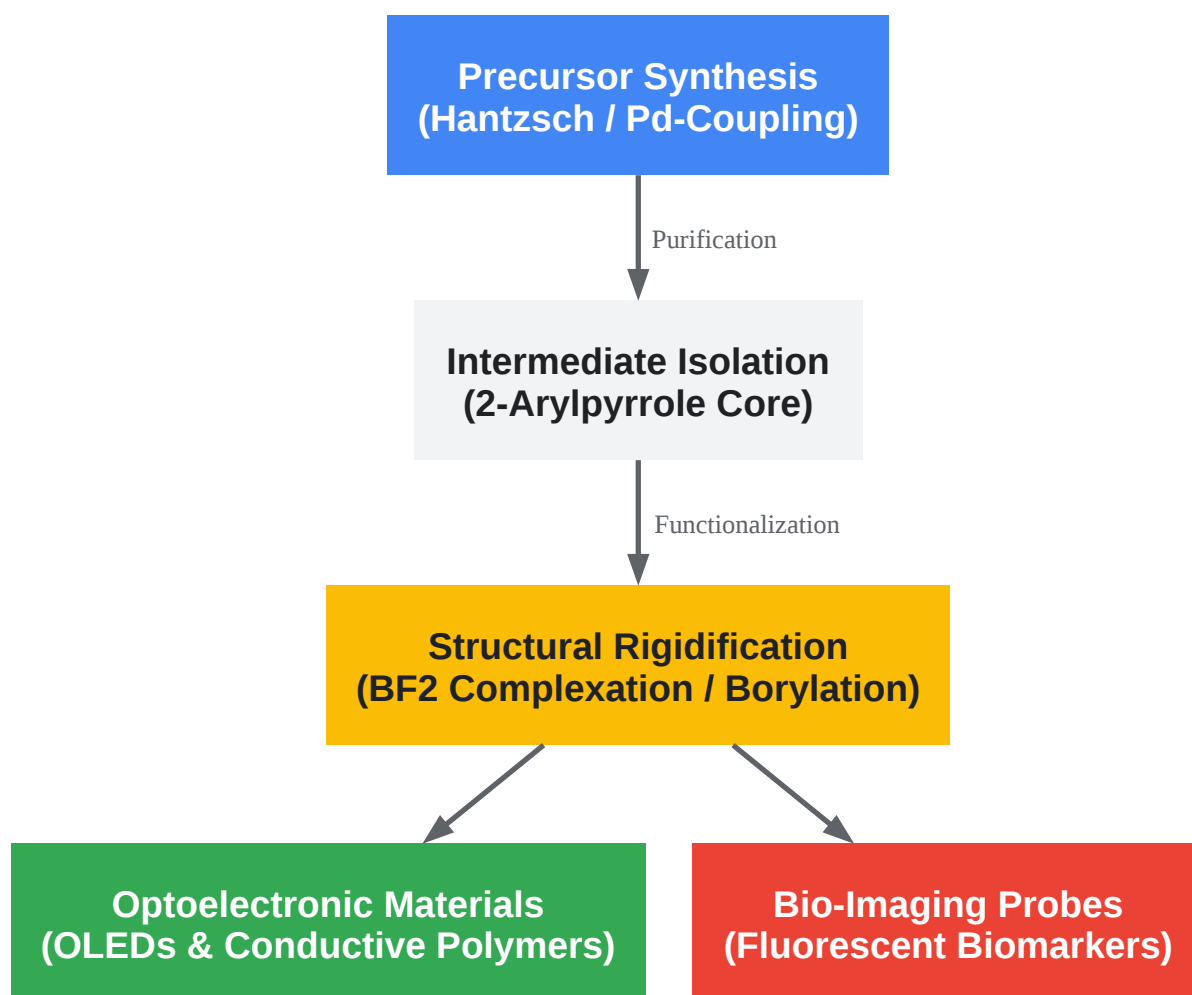 Precursor Synthesis
(Hantzsch / Pd-Coupling)
Purification
Intermediate Isolation
(2-Arylpyrrole Core)
Functionalization
Structural Rigidification
(BF2 Complexation / Borylation)
Optoelectronic Materials
(OLEDs & Conductive Polymers)
Bio-Imaging Probes
(Fluorescent Biomarkers)